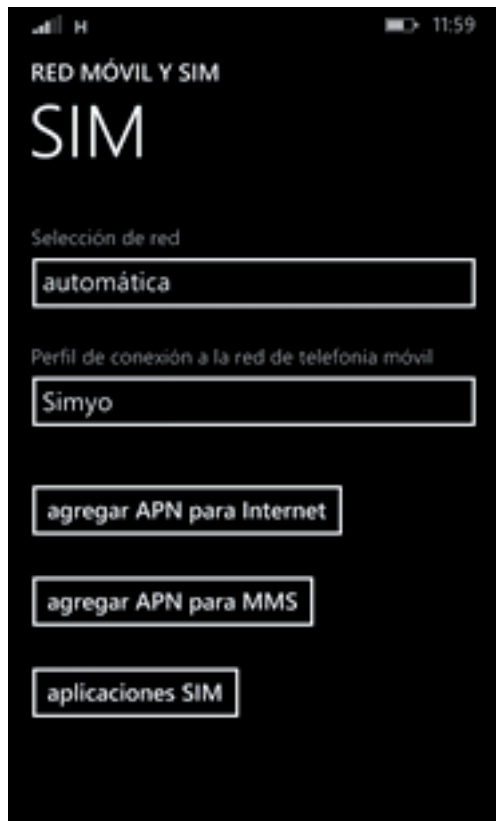 H 11:59
RED MÓVIL Y SIM
SIM
Selección de red
automática
Perfil de conexión a la red de telefonia móvil
Simyo
agregar APN para Internet
agregar APN para MMS
aplicaciones SIM